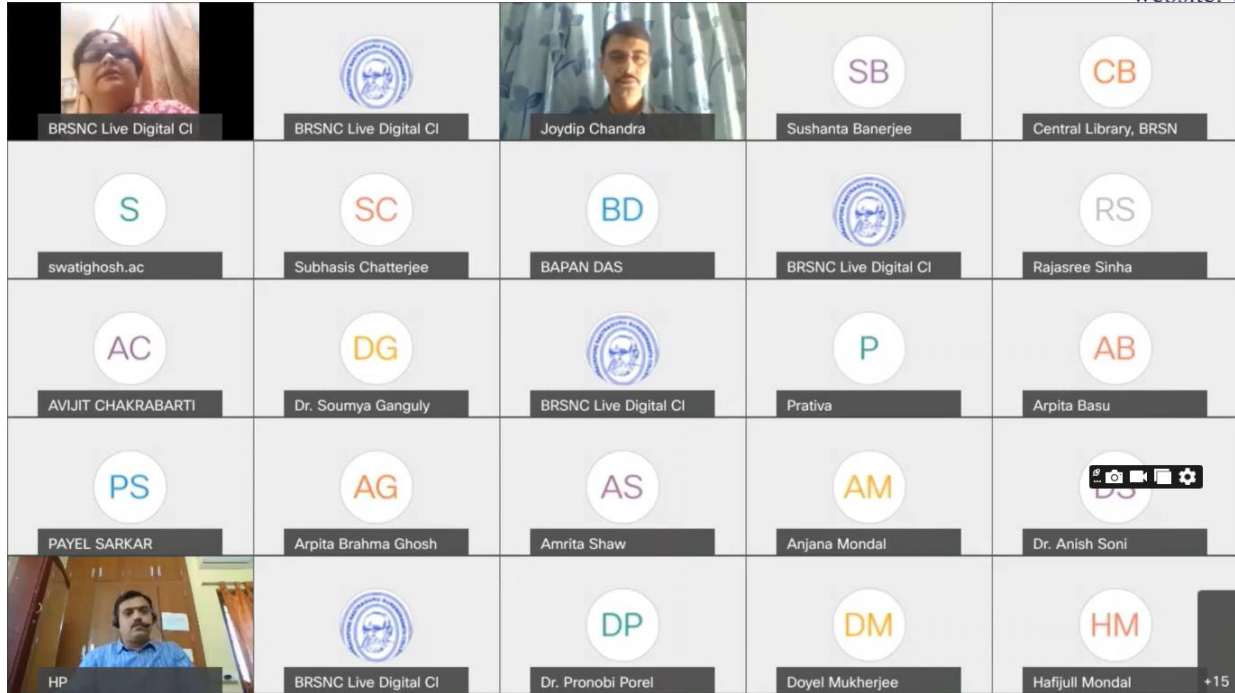 website.
BRSNC Live Digital Cl
BRSNC Live Digital Cl
Joydip Chandra
SB
Sushanta Banerjee
CB
Central Library, BRSN
S
swatighosh.ac
SC
Subhasis Chatterjee
BD
BAPAN DAS
BRSNC Live Digital Cl
RS
Rajasree Sinha
AC
AVIJIT CHAKRABARTI
DG
Dr. Soumya Ganguly
BRSNC Live Digital Cl
P
Prativa
AB
Arpita Basu
PS
PAYEL SARKAR
AG
Arpita Brahma Ghosh
AS
Amrita Shaw
AM
Anjana Mondal
DS
Dr. Anish Soni
HP
BRSNC Live Digital Cl
DP
Dr. Pronobi Porel
DM
Doyel Mukherjee
HM
Hafijull Mondal
+15